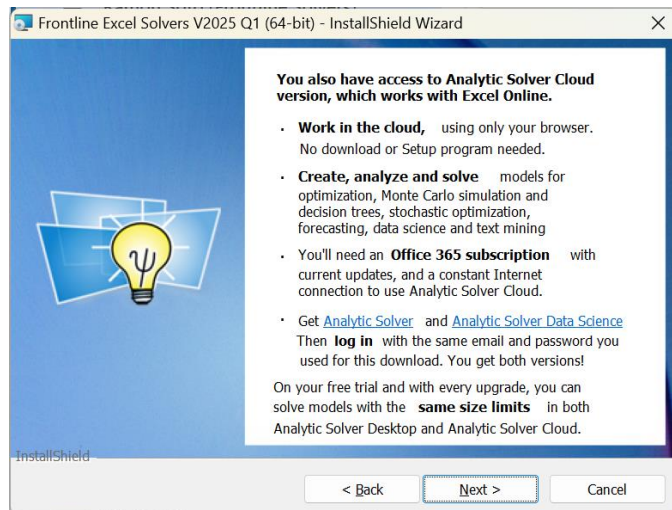 Frontline Excel Solvers V2025 Q1 (64-bit) - InstallShield Wizard
You also have access to Analytic Solver Cloud
version, which works with Excel Online.
· Work in the cloud, using only your browser.
No download or Setup program needed.
· Create, analyze and solve models for
optimization, Monte Carlo simulation and
decision trees, stochastic optimization,
forecasting, data science and text mining
· You'll need an Office 365 subscription with
current updates, and a constant Internet
connection to use Analytic Solver Cloud.
· Get Analytic Solver and Analytic Solver Data Science
Then log in with the same email and password you
used for this download. You get both versions!
On your free trial and with every upgrade, you can
solve models with the same size limits in both
Analytic Solver Desktop and Analytic Solver Cloud.
ψ
InstallShield
< Back Next > Cancel